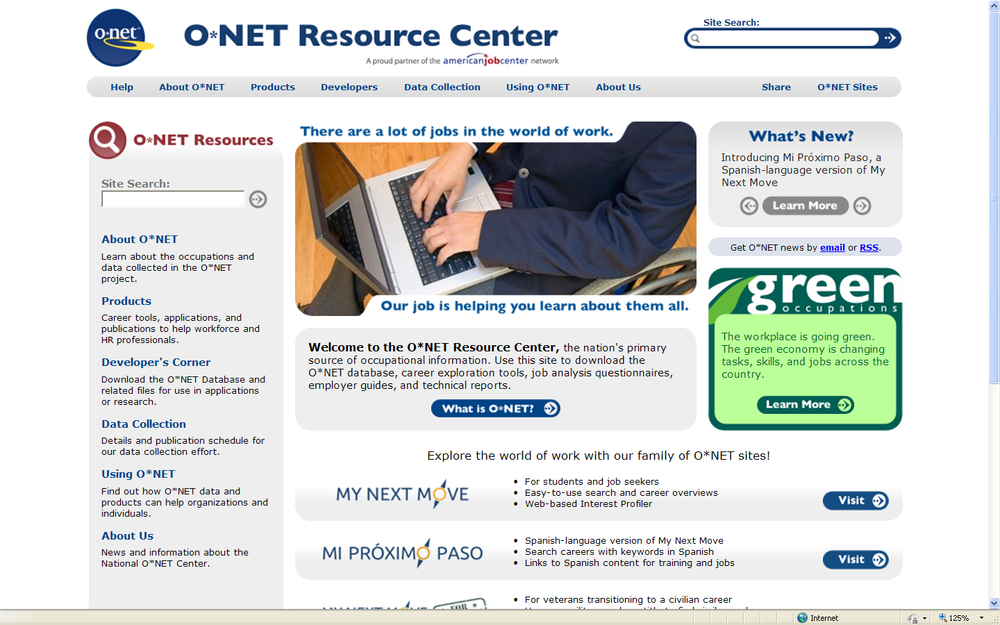 o·net
O*NET Resource Center
A proud partner of the americanjobcenter network
Site Search:
Help About O*NET Products Developers Data Collection Using O*NET About Us Share O*NET Sites
O*NET Resources
Site Search:
About O*NET
Learn about the occupations and
data collected in the O*NET
project.
Products
Career tools, applications, and
publications to help workforce and
HR professionals.
Developer's Corner
Download the O*NET Database and
related files for use in applications
or research.
Data Collection
Details and publication schedule for
our data collection effort.
Using O*NET
Find out how O*NET data and
products can help organizations and
individuals.
About Us
News and information about the
National O*NET Center.
There are a lot of jobs in the world of work.
Our job is helping you learn about them all.
Welcome to the O*NET Resource Center, the nation's primary
source of occupational information. Use this site to download the
O*NET database, career exploration tools, job analysis questionnaires,
employer guides, and technical reports.
What is O*NET?
What's New?
Introducing Mi Próximo Paso, a
Spanish-language version of My
Next Move
Learn More
Get O*NET news by email or RSS.
green
occupations
The workplace is going green.
The green economy is changing
tasks, skills, and jobs across the
country.
Learn More
Explore the world of work with our family of O*NET sites!
MY NEXT MOVE
• For students and job seekers
• Easy-to-use search and career overviews
• Web-based Interest Profiler
Visit
MI PRÓXIMO PASO
• Spanish-language version of My Next Move
• Search careers with keywords in Spanish
• Links to Spanish content for training and jobs
Visit
MY NEXT MOVE FOR
• For veterans transitioning to a civilian career
Internet
125%